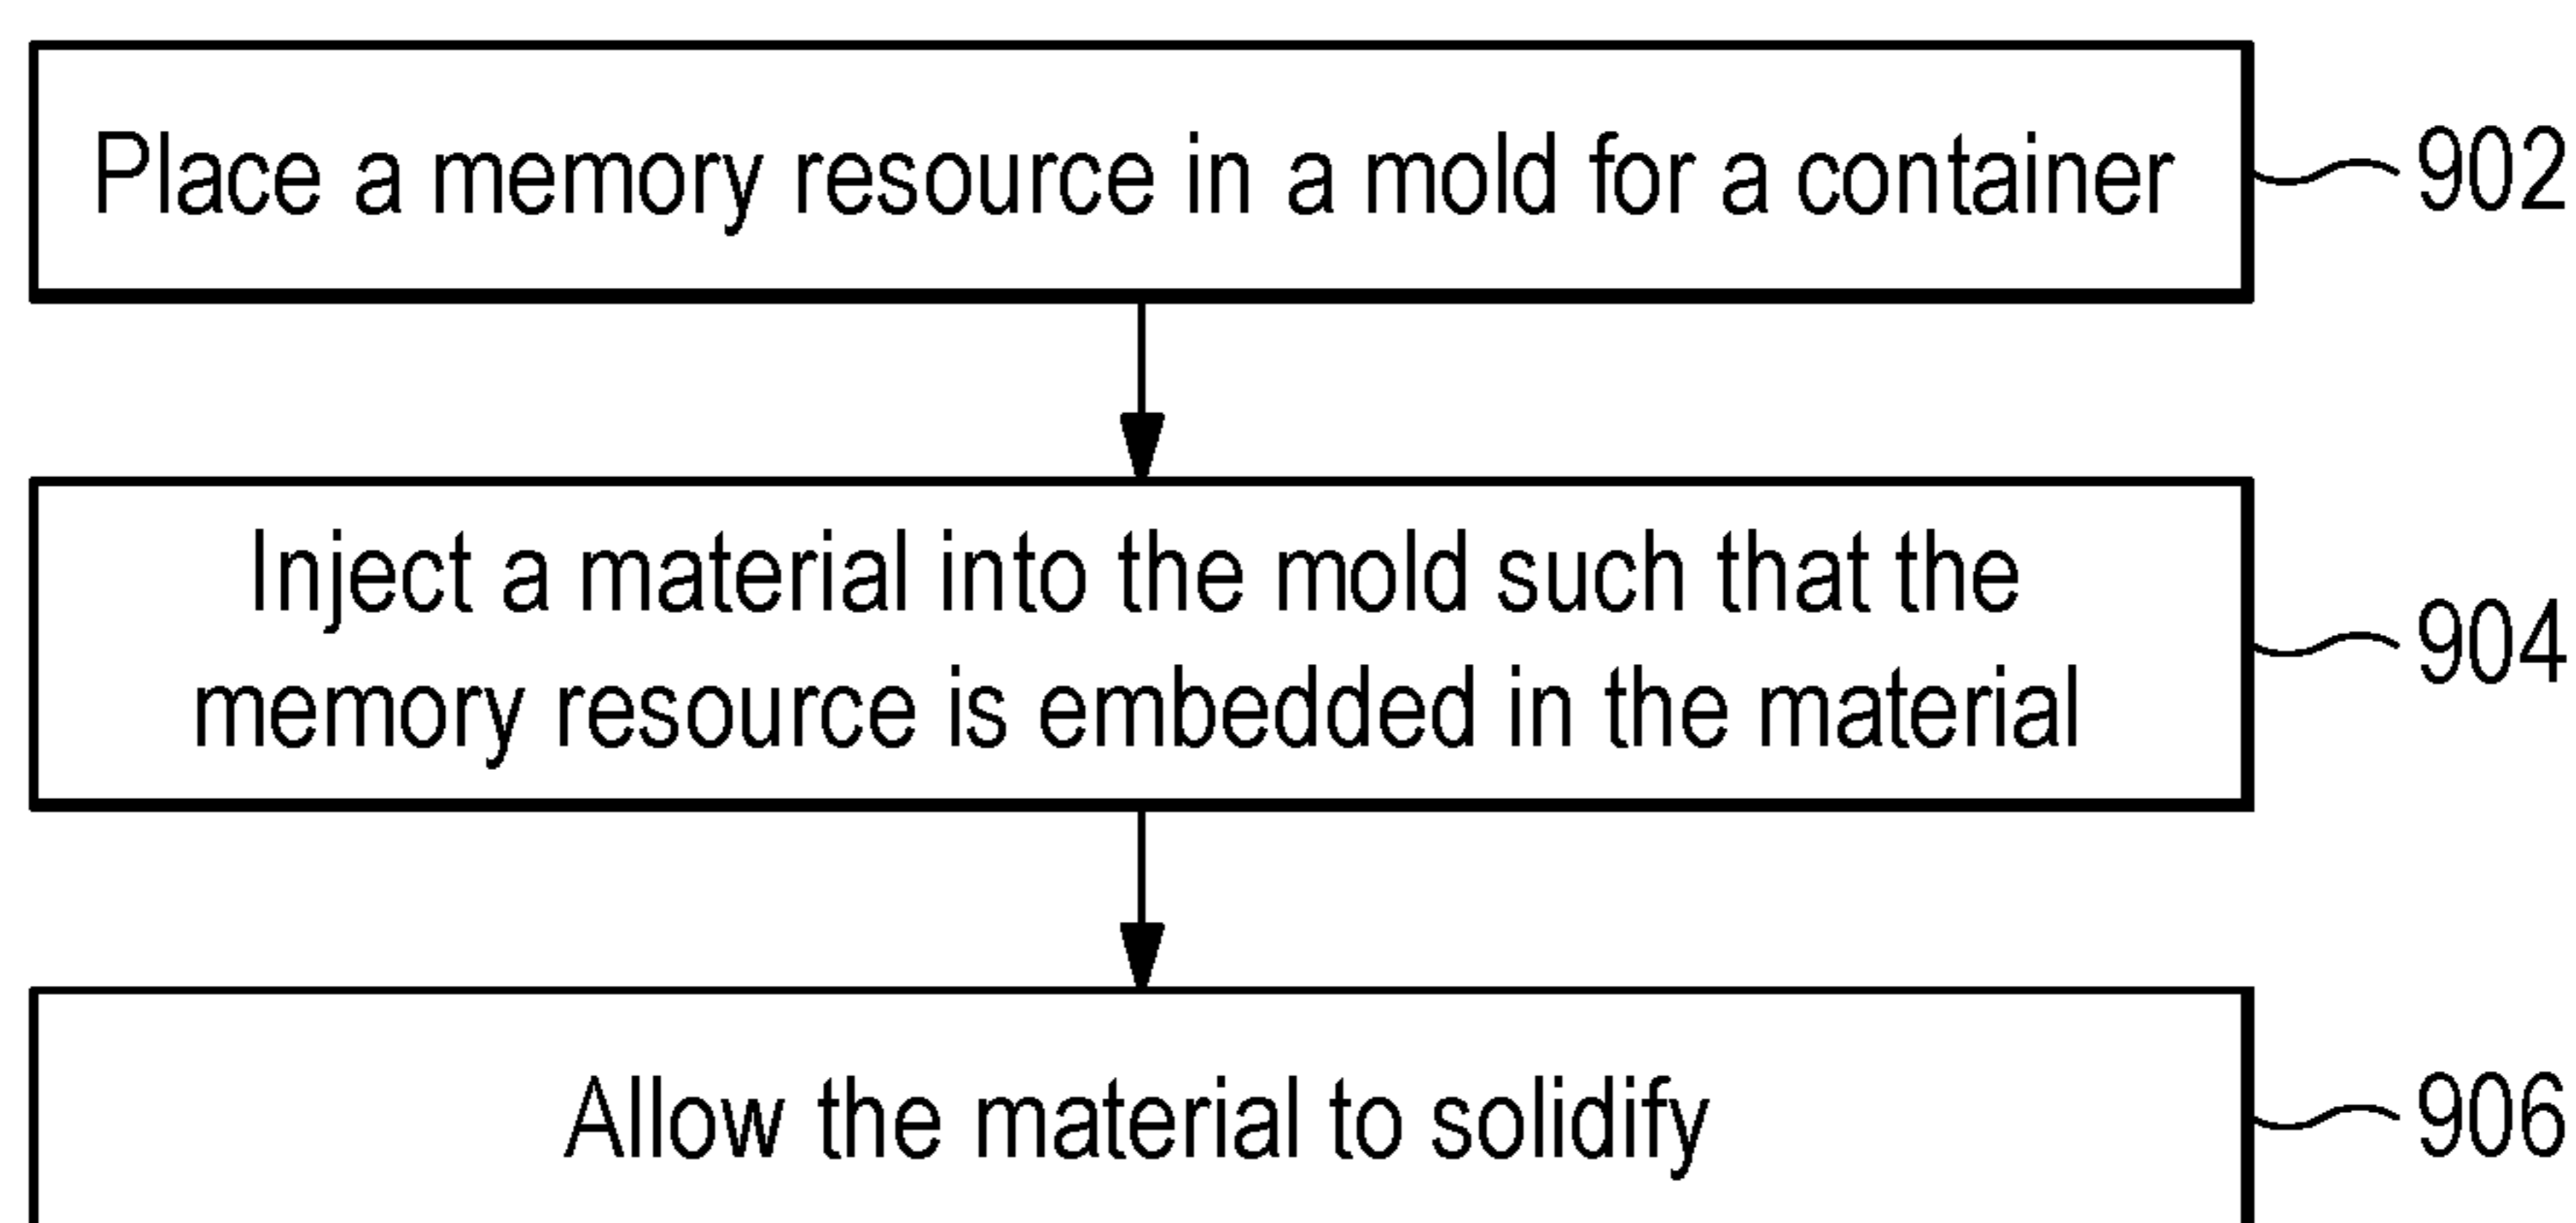 Place a memory resource in a mold for a container
902
Inject a material into the mold such that the
memory resource is embedded in the material
904
Allow the material to solidify
906